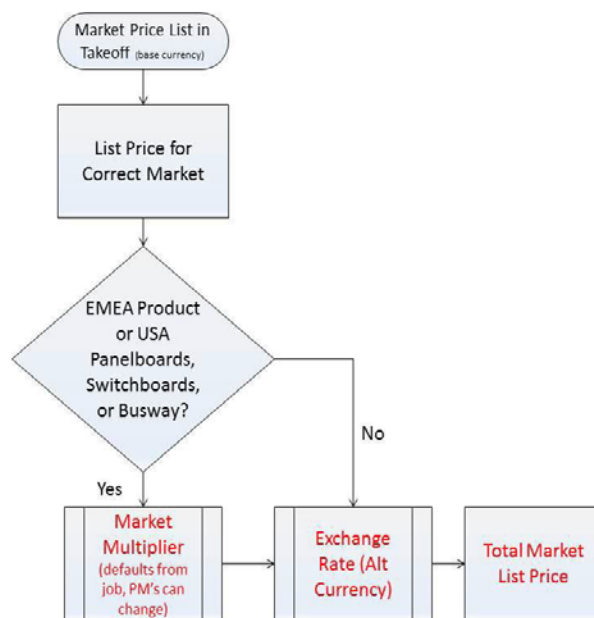 Market Price List in
Takeoff (base currency)
List Price for
Correct Market
EMEA Product
or USA
Panelboards,
Switchboards,
or Busway?
No
Yes
Market
Multiplier
(defaults from
job, PM's can
change)
Exchange
Rate (Alt
Currency)
Total Market
List Price